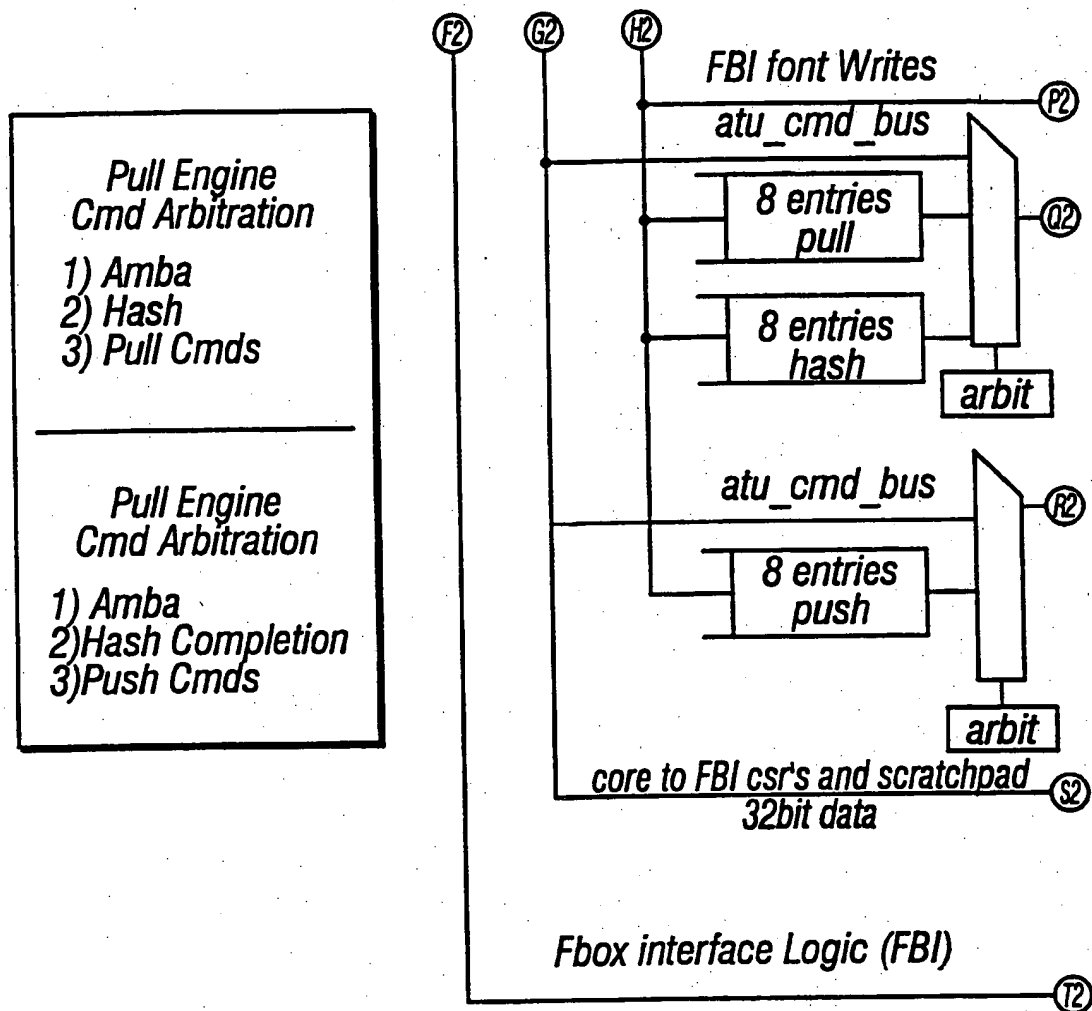 F2 G2 H2
FBI font Writes
P2
atu_cmd_bus
Pull Engine
Cmd Arbitration
1) Amba
2) Hash
3) Pull Cmds
8 entries
pull
Q2
8 entries
hash
arbit
Pull Engine
Cmd Arbitration
1) Amba
2)Hash Completion
3)Push Cmds
atu_cmd_bus
R2
8 entries
push
arbit
core to FBI csr's and scratchpad
32bit data
S2
Fbox interface Logic (FBI)
T2